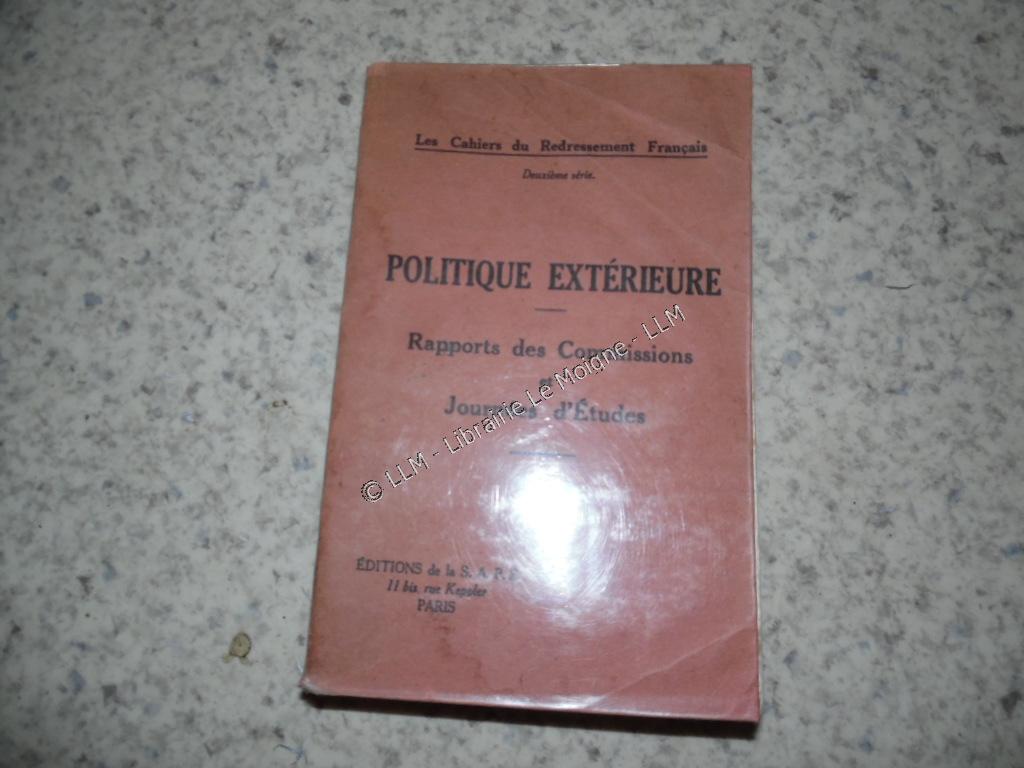 Les Cahiers du Redressement Français
Deuxième série.
POLITIQUE EXTÉRIEURE
Rapports des Commissions
et
Journées d'Études
© LLM - Librairie Le Moigne - LLM
ÉDITIONS de la S. A. P. E.
11 bis, rue Keppler
PARIS